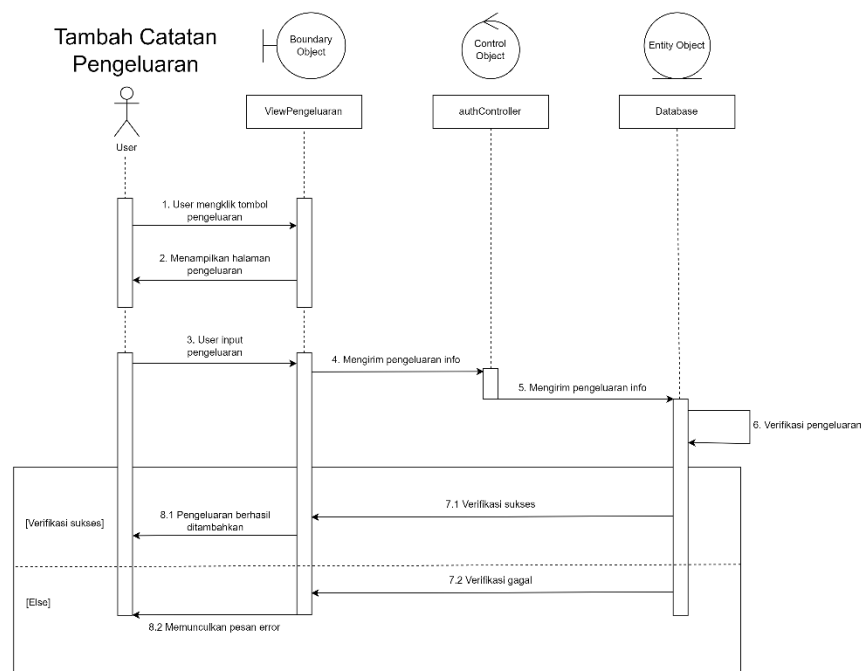 Tambah Catatan
Pengeluaran
Boundary
Object
Control
Object
Entity Object
User
ViewPengeluaran
authController
Database
1. User mengklik tombol
pengeluaran
2. Menampilkan halaman
pengeluaran
3. User input
pengeluaran
4. Mengirim pengeluaran info
5. Mengirim pengeluaran info
6. Verifikasi pengeluaran
[Verifikasi sukses]
7.1 Verifikasi sukses
8.1 Pengeluaran berhasil
ditambahkan
[Else]
7.2 Verifikasi gagal
8.2 Memunculkan pesan error